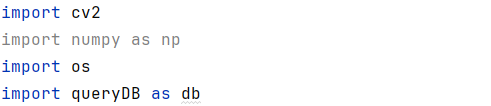 import cv2
import numpy as np
import os
import queryDB as db